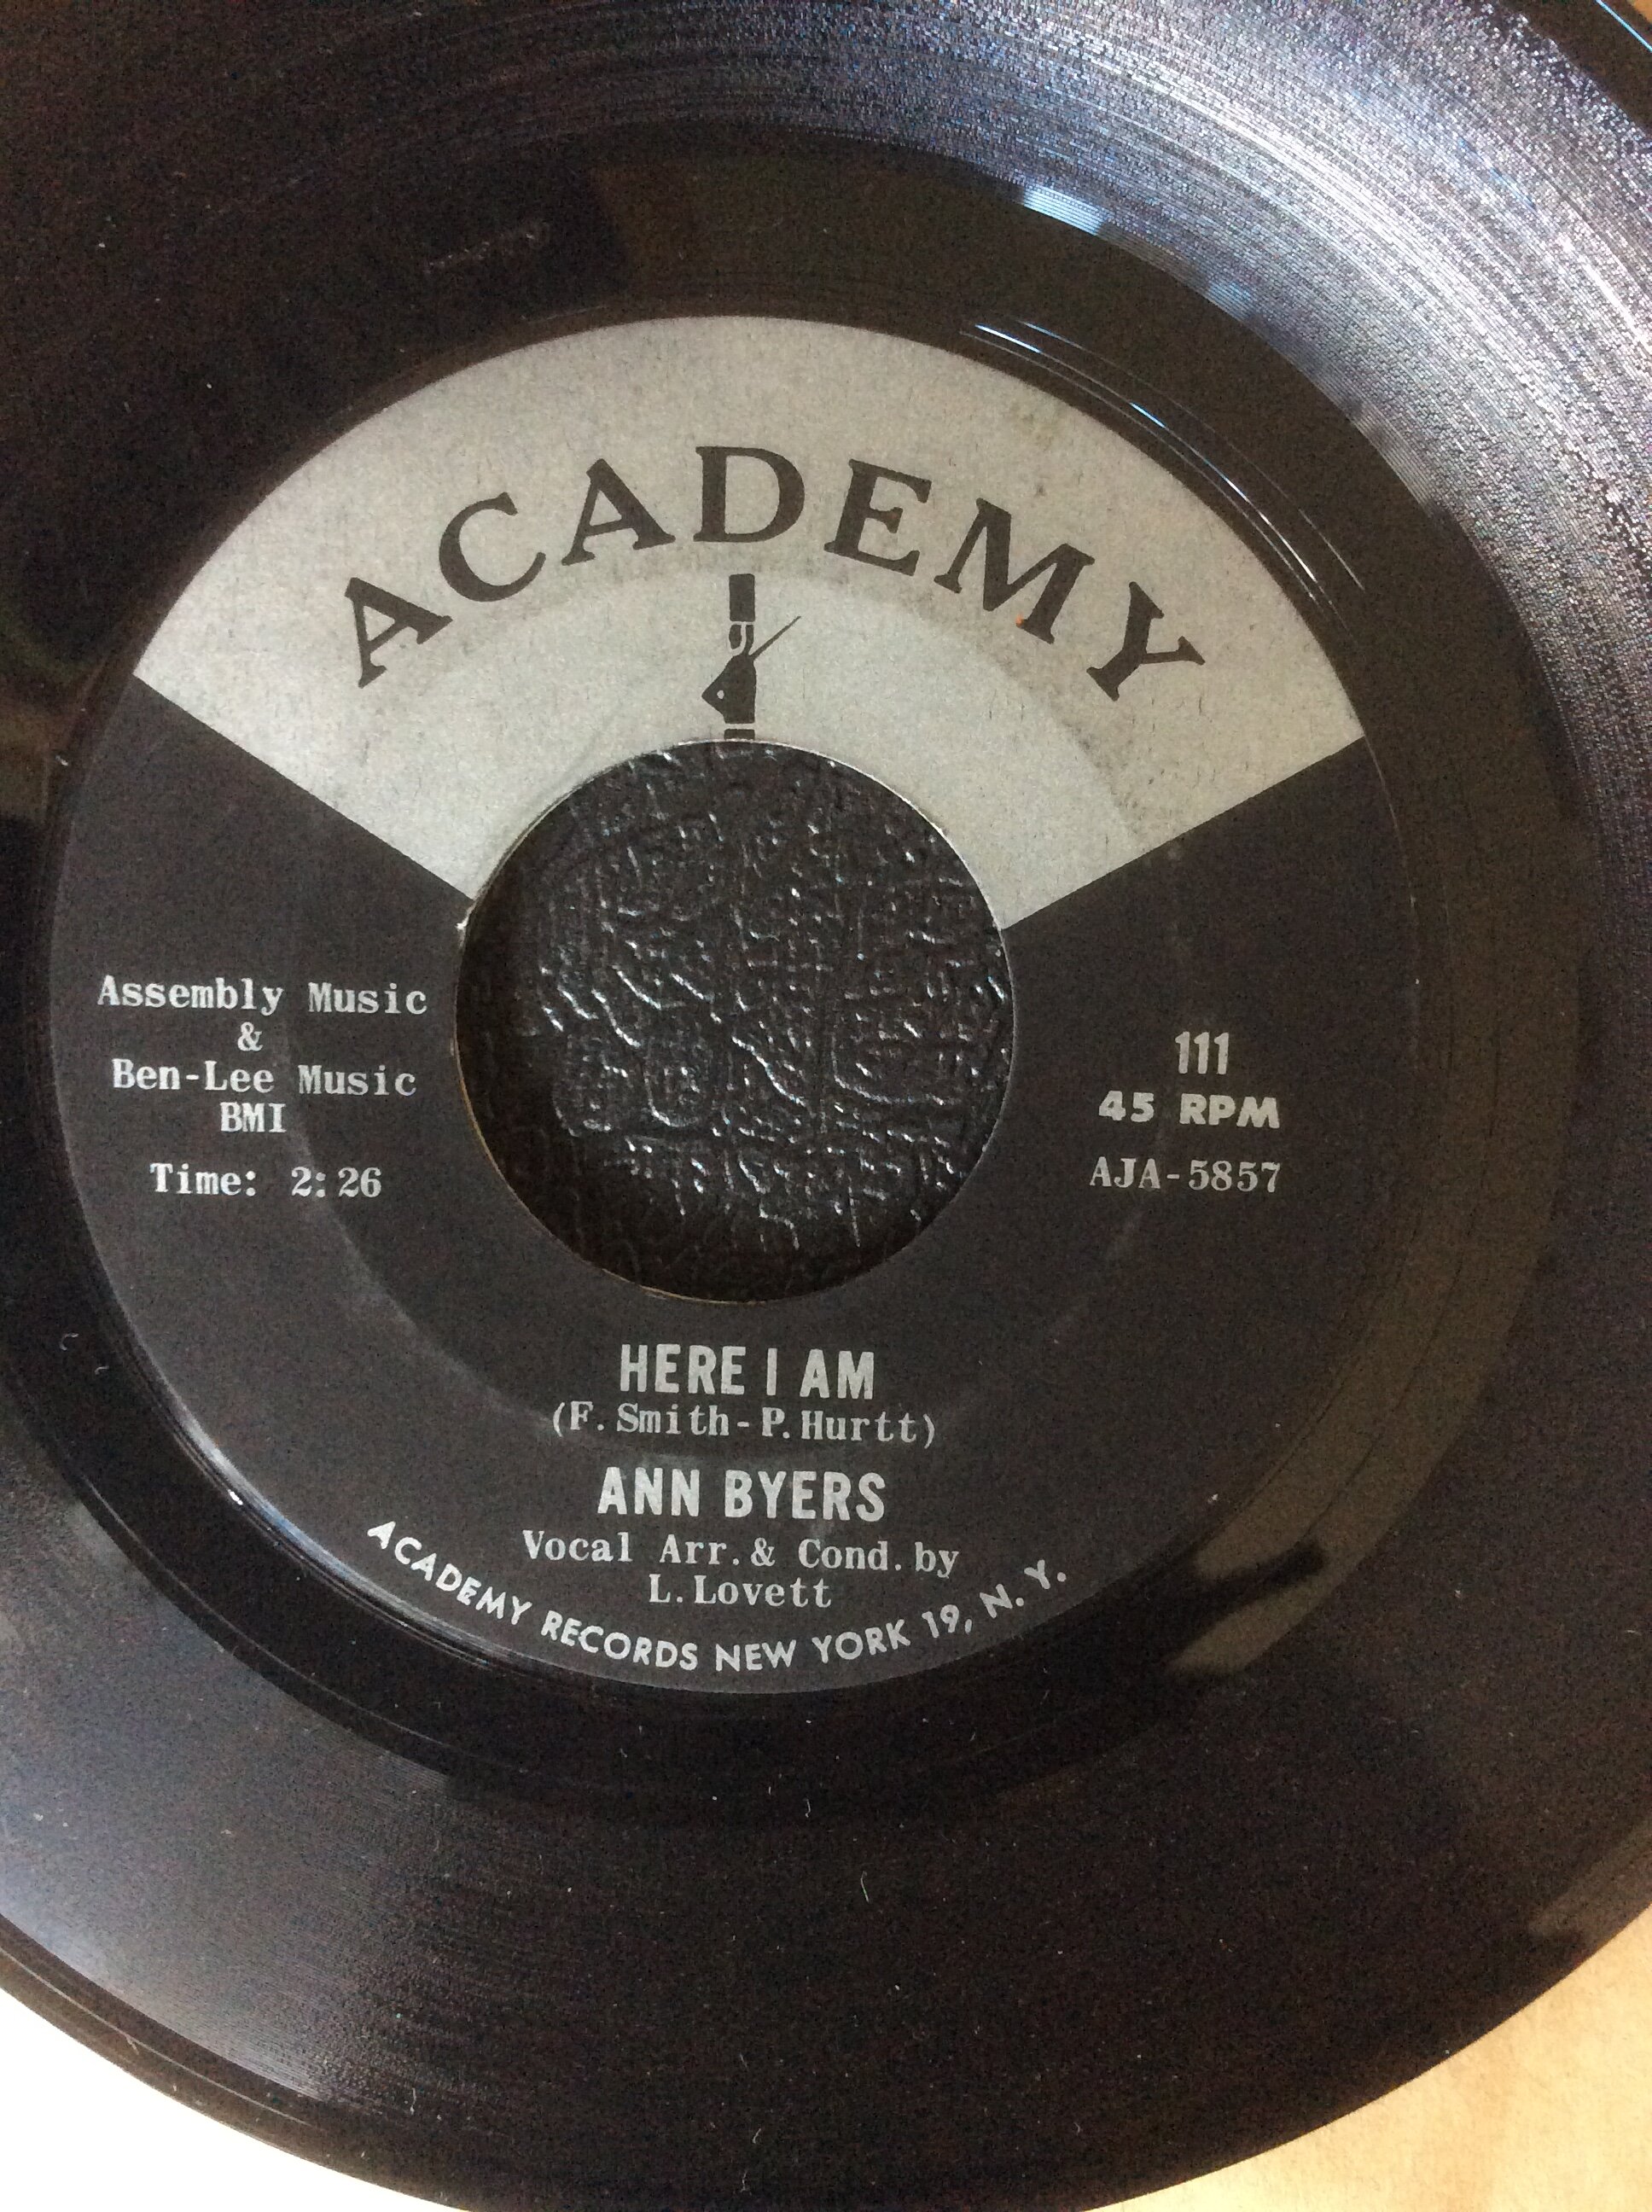 ACADEMY
Assembly Music
&
Ben-Lee Music
BMI
Time: 2:26
111
45 RPM
AJA-5857
HERE I AM
(F. Smith-P. Hurtt)
ANN BYERS
Vocal Arr. & Cond. by
L. Lovett
ACADEMY RECORDS NEW YORK 19, N. Y.